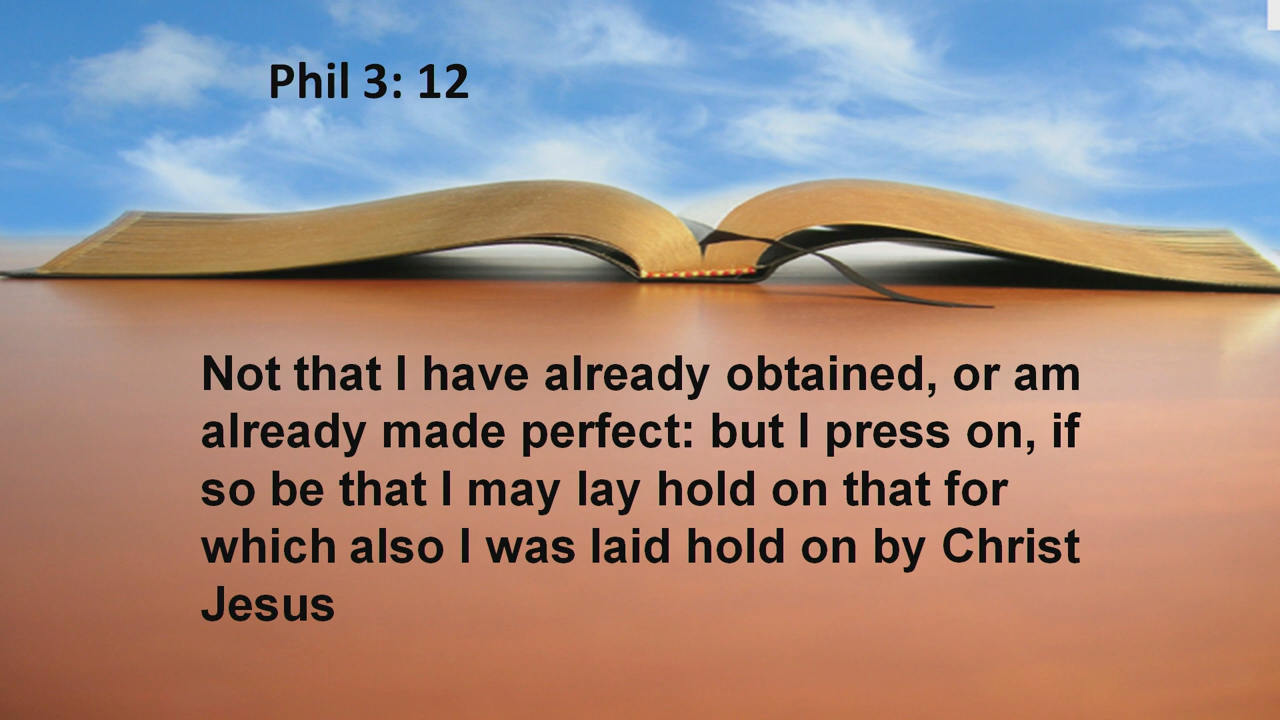 Phil 3: 12
Not that I have already obtained, or am
already made perfect: but I press on, if
so be that I may lay hold on that for
which also I was laid hold on by Christ
Jesus